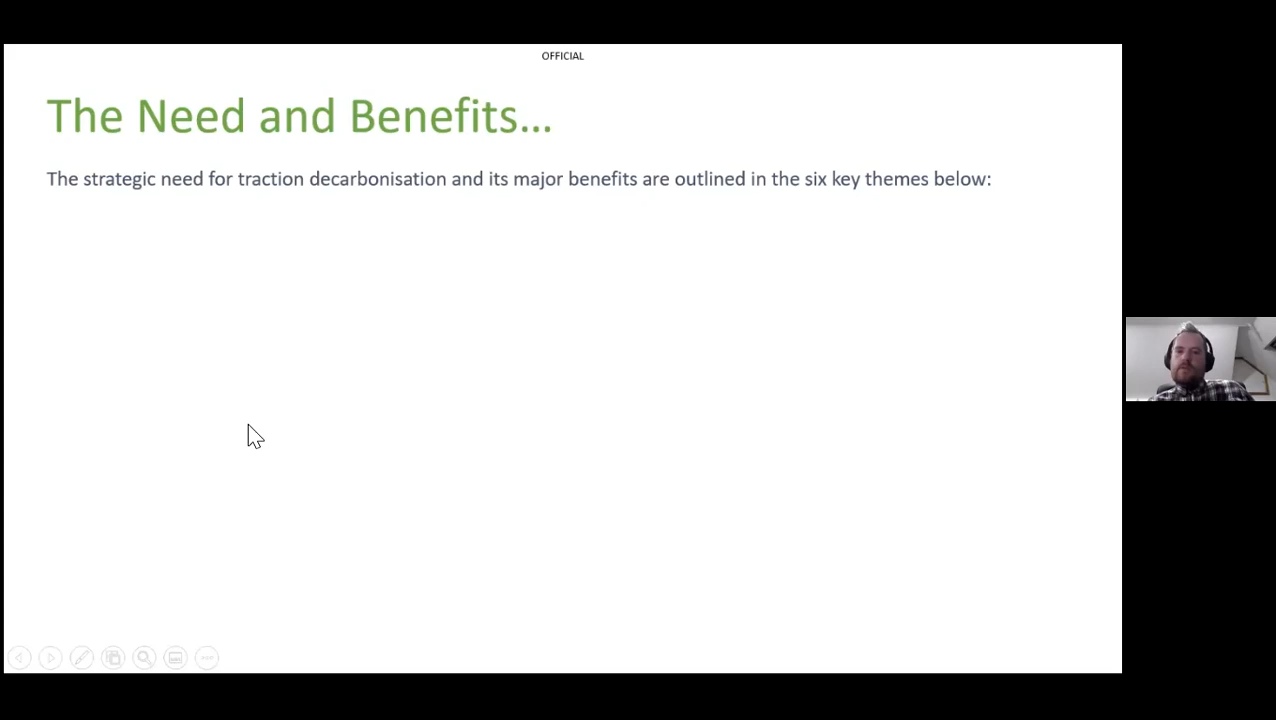 OFFICIAL
The Need and Benefits...
The strategic need for traction decarbonisation and its major benefits are outlined in the six key themes below: